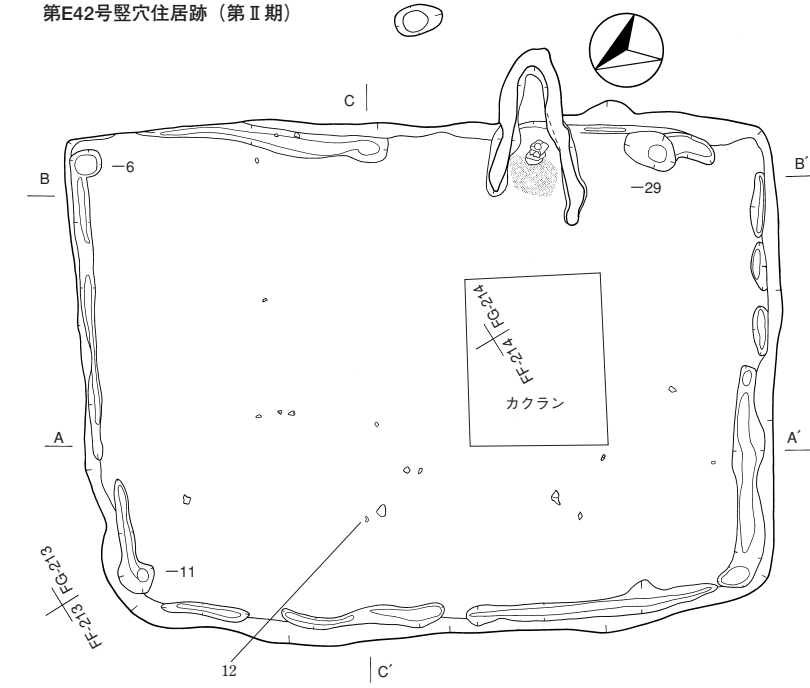 第E42号竪穴住居跡（第Ⅱ期）
C
B
－6
－29
B′
FG-214
FF-214
カクラン
A
A′
FG-213
FF-213
－11
12
C′